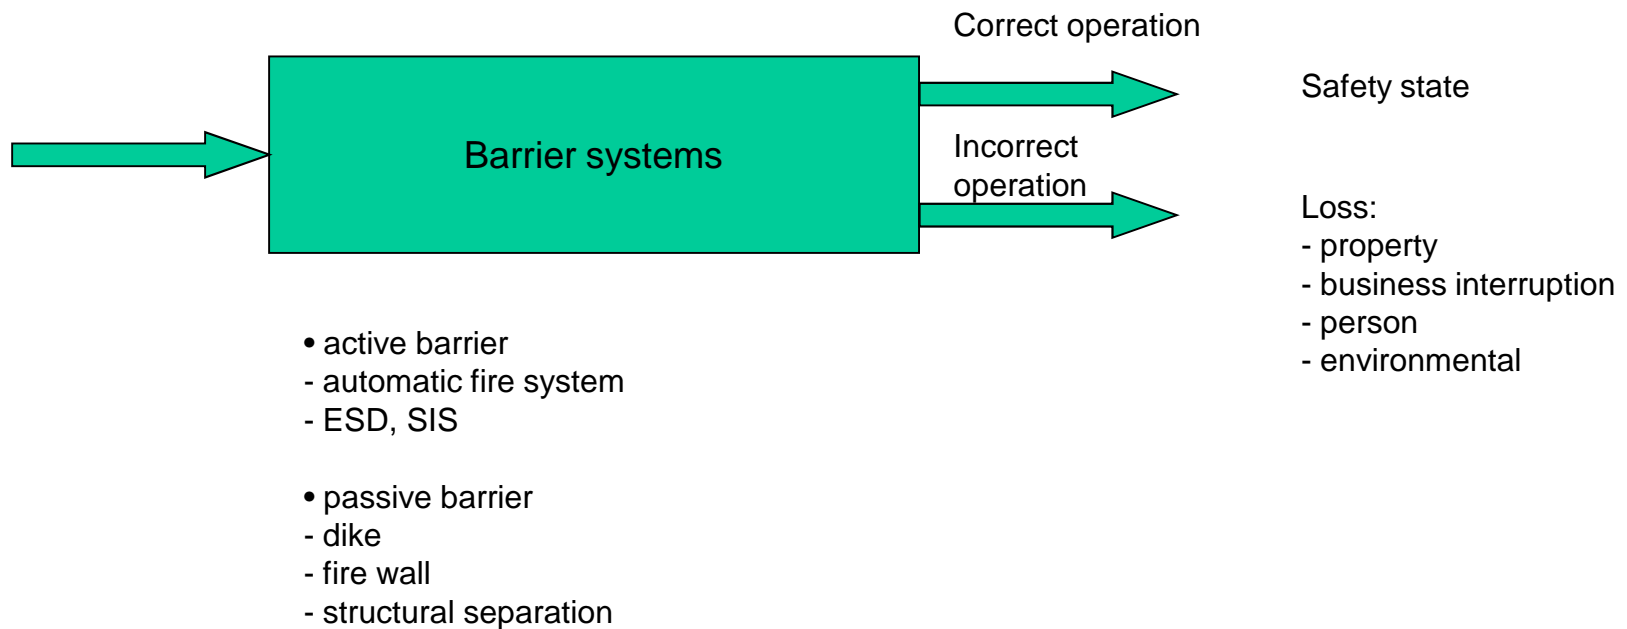 Correct operation
Safety state
Barrier systems
Incorrect
operation
Loss:
- property
- business interruption
- person
- environmental
• active barrier
- automatic fire system
- ESD, SIS
• passive barrier
- dike
- fire wall
- structural separation